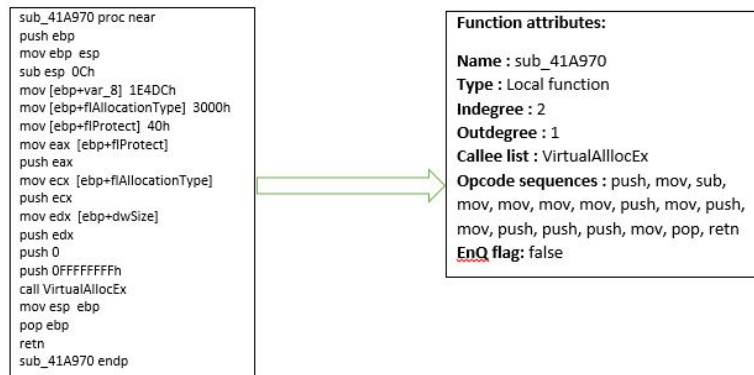 sub_41A970 proc near
push ebp
mov ebp esp
sub esp 0Ch
mov [ebp+var_8] 1E4DCh
mov [ebp+flAllocationType] 3000h
mov [ebp+flProtect] 40h
mov eax [ebp+flProtect]
push eax
mov ecx [ebp+flAllocationType]
push ecx
mov edx [ebp+dwSize]
push edx
push 0
push 0FFFFFFFFh
call VirtualAllocEx
mov esp ebp
pop ebp
retn
sub_41A970 endp
Function attributes:
Name : sub_41A970
Type : Local function
Indegree : 2
Outdegree : 1
Callee list : VirtualAlllocEx
Opcode sequences : push, mov, sub,
mov, mov, mov, mov, push, mov, push,
mov, push, push, push, mov, pop, retn
EnQ flag: false